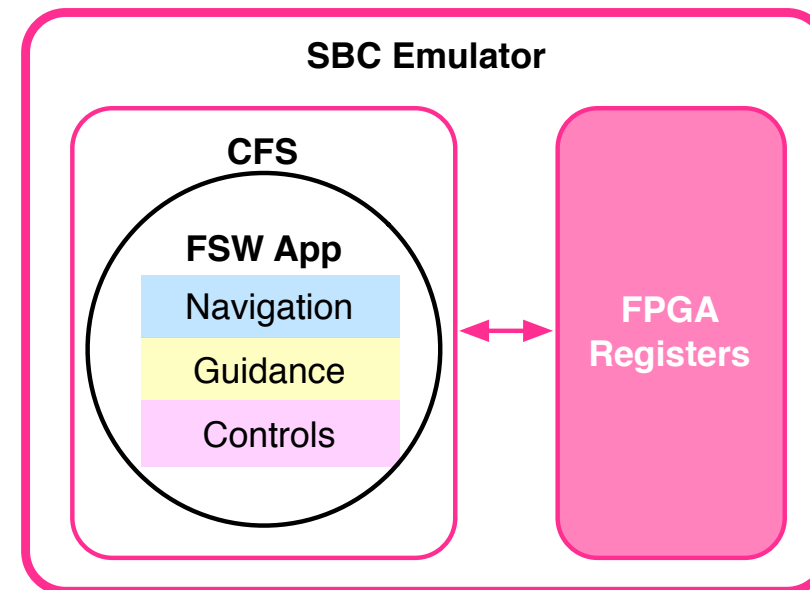 SBC Emulator
CFS
FSW App
Navigation
Guidance
Controls
FPGA
Registers